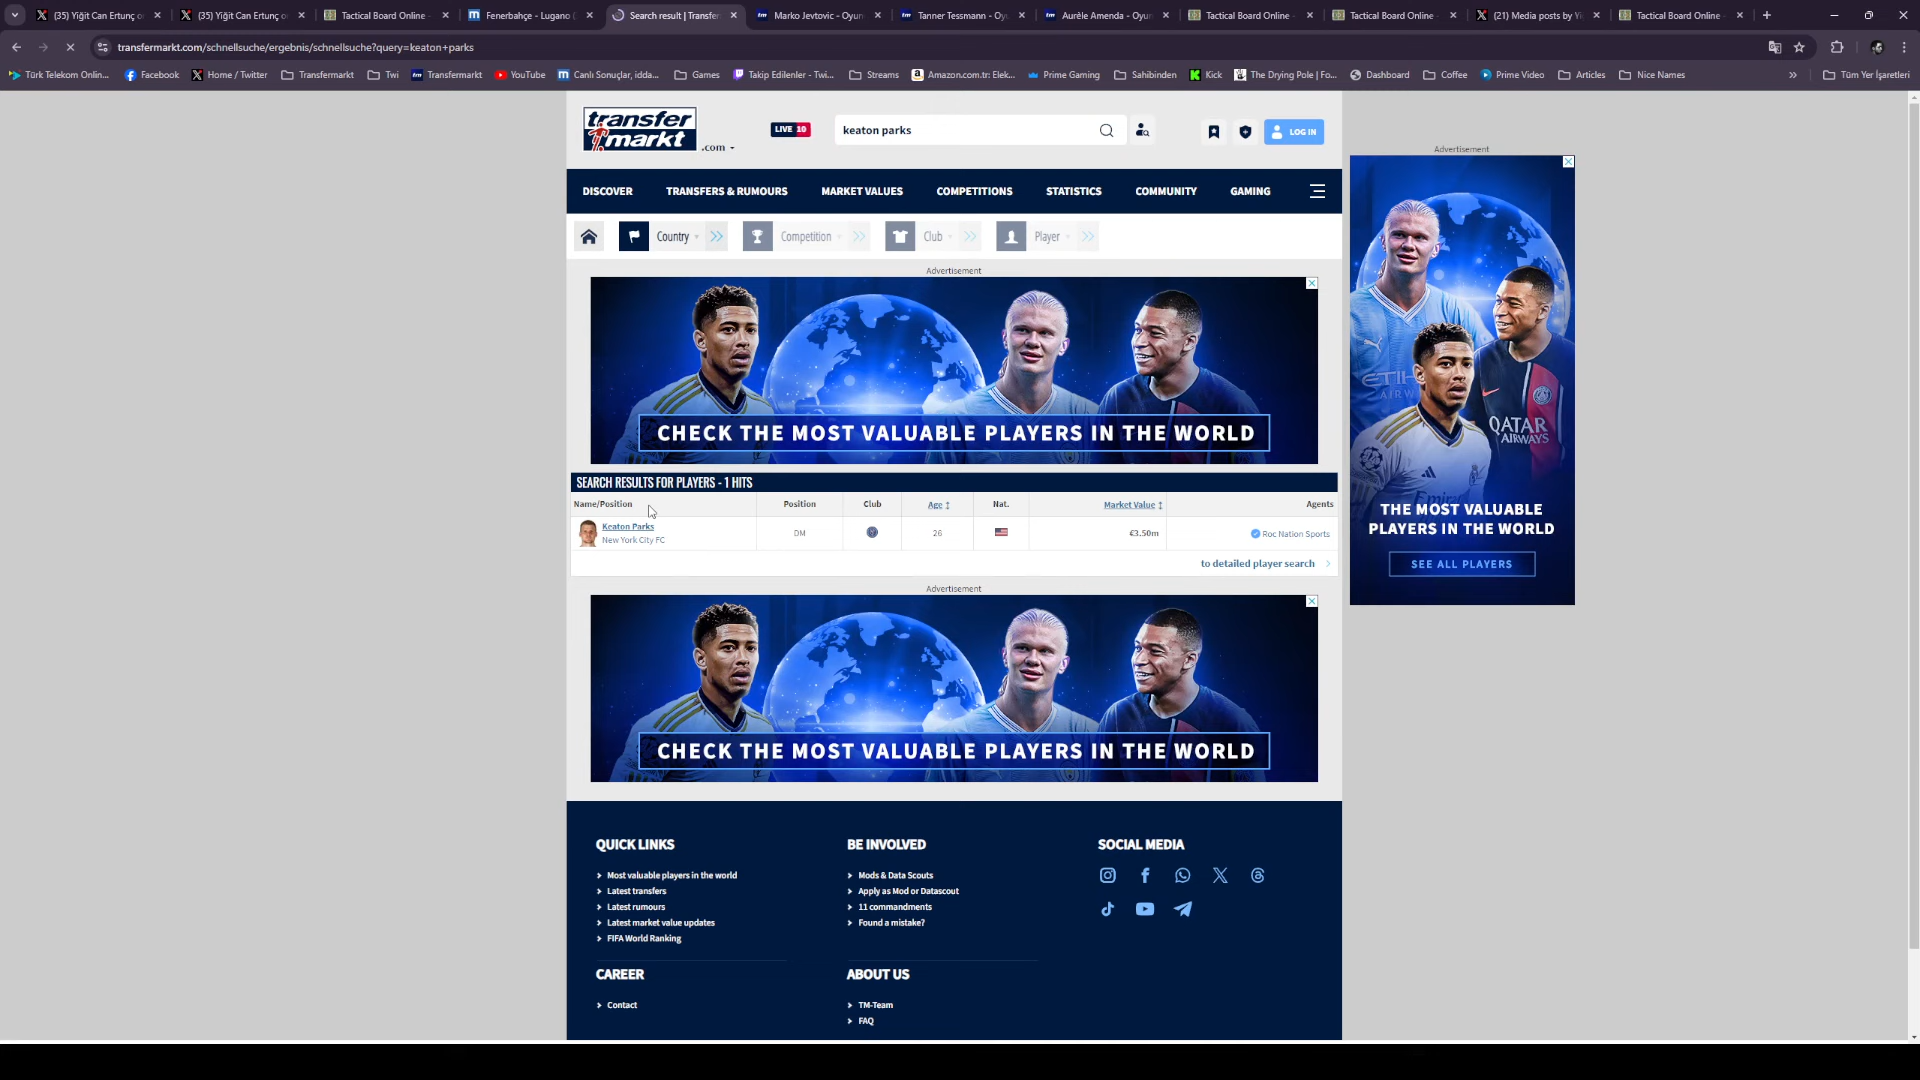 (35) Yiğit Can Ertunç o
(35) Yiğit Can Ertunç o
Tactical Board Online -
Fenerbahçe - Lugano (
Search result | Transfer
Marko Jevtovic - Oyun
Tanner Tessmann - Oy
Aurèle Amenda - Oyun
Tactical Board Online -
Tactical Board Online -
(21) Media posts by Yi
Tactical Board Online -
transfermarkt.com/schnellsuche/ergebnis/schnellsuche?query=keaton+parks
Türk Telekom Onlin...
Facebook
Home / Twitter
Transfermarkt
Twi
Transfermarkt
YouTube
Canlı Sonuçlar, idda...
Games
Takip Edilenler - Twi...
Streams
Amazon.com.tr: Elek...
Prime Gaming
Sahibinden
Kick
The Drying Pole | Fo...
Dashboard
Coffee
Prime Video
Articles
Nice Names
Tüm Yer İşaretleri
transfer
markt
.com
LIVE 10
keaton parks
LOG IN
DISCOVER
TRANSFERS & RUMOURS
MARKET VALUES
COMPETITIONS
STATISTICS
COMMUNITY
GAMING
Country
Competition
Club
Player
Advertisement
CHECK THE MOST VALUABLE PLAYERS IN THE WORLD
Advertisement
ETIH
QATAR
AIRWAYS
THE MOST VALUABLE
PLAYERS IN THE WORLD
SEE ALL PLAYERS
SEARCH RESULTS FOR PLAYERS - 1 HITS
Name/Position
Position
Club
Age
Nat.
Market Value
Agents
Keaton Parks
New York City FC
DM
26
€3.50m
Roc Nation Sports
to detailed player search
Advertisement
CHECK THE MOST VALUABLE PLAYERS IN THE WORLD
QUICK LINKS
Most valuable players in the world
Latest transfers
Latest rumours
Latest market value updates
FIFA World Ranking
BE INVOLVED
Mods & Data Scouts
Apply as Mod or Datascout
11 commandments
Found a mistake?
SOCIAL MEDIA
CAREER
Contact
ABOUT US
TM-Team
FAQ